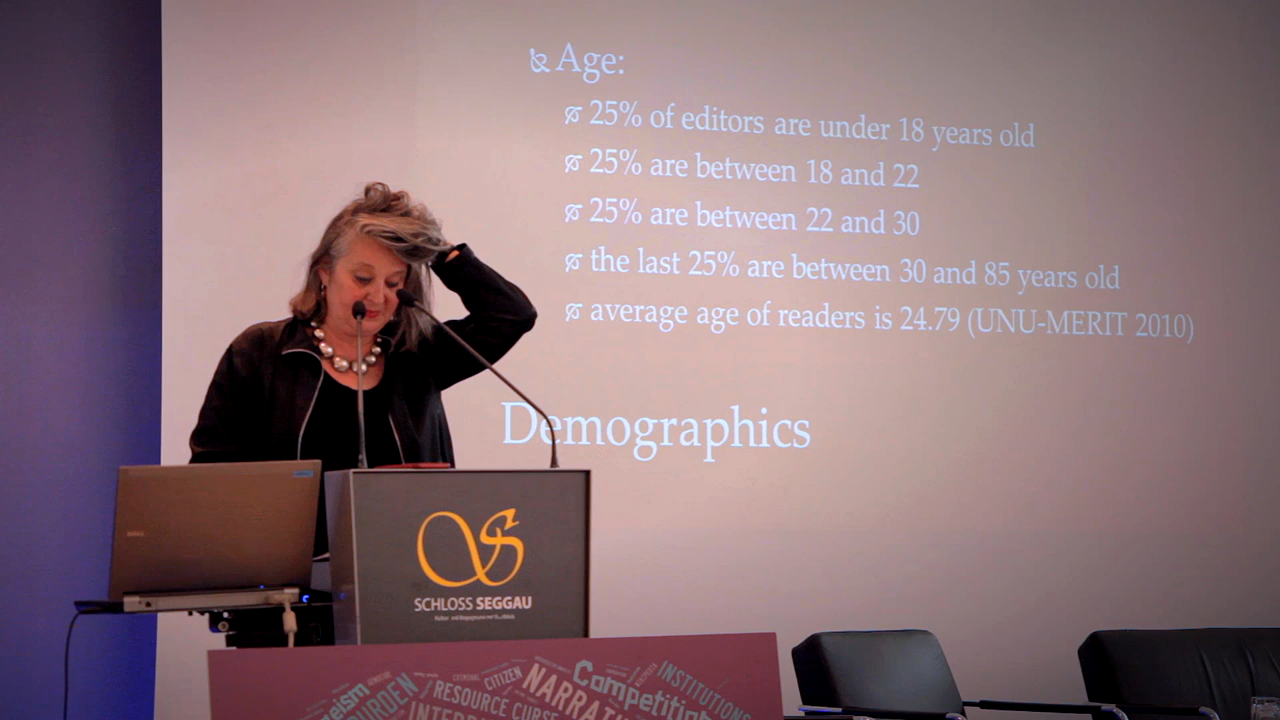 Age:
25% of editors are under 18 years old
25% are between 18 and 22
25% are between 22 and 30
the last 25% are between 30 and 85 years old
average age of readers is 24.79 (UNU-MERIT 2010)
Demographics
DELL
SCHLOSS SEGGAU
BURDEN
RESOURCE CURSE
CITIZEN
CRIMINAL
Competition
INSTITUTIONS